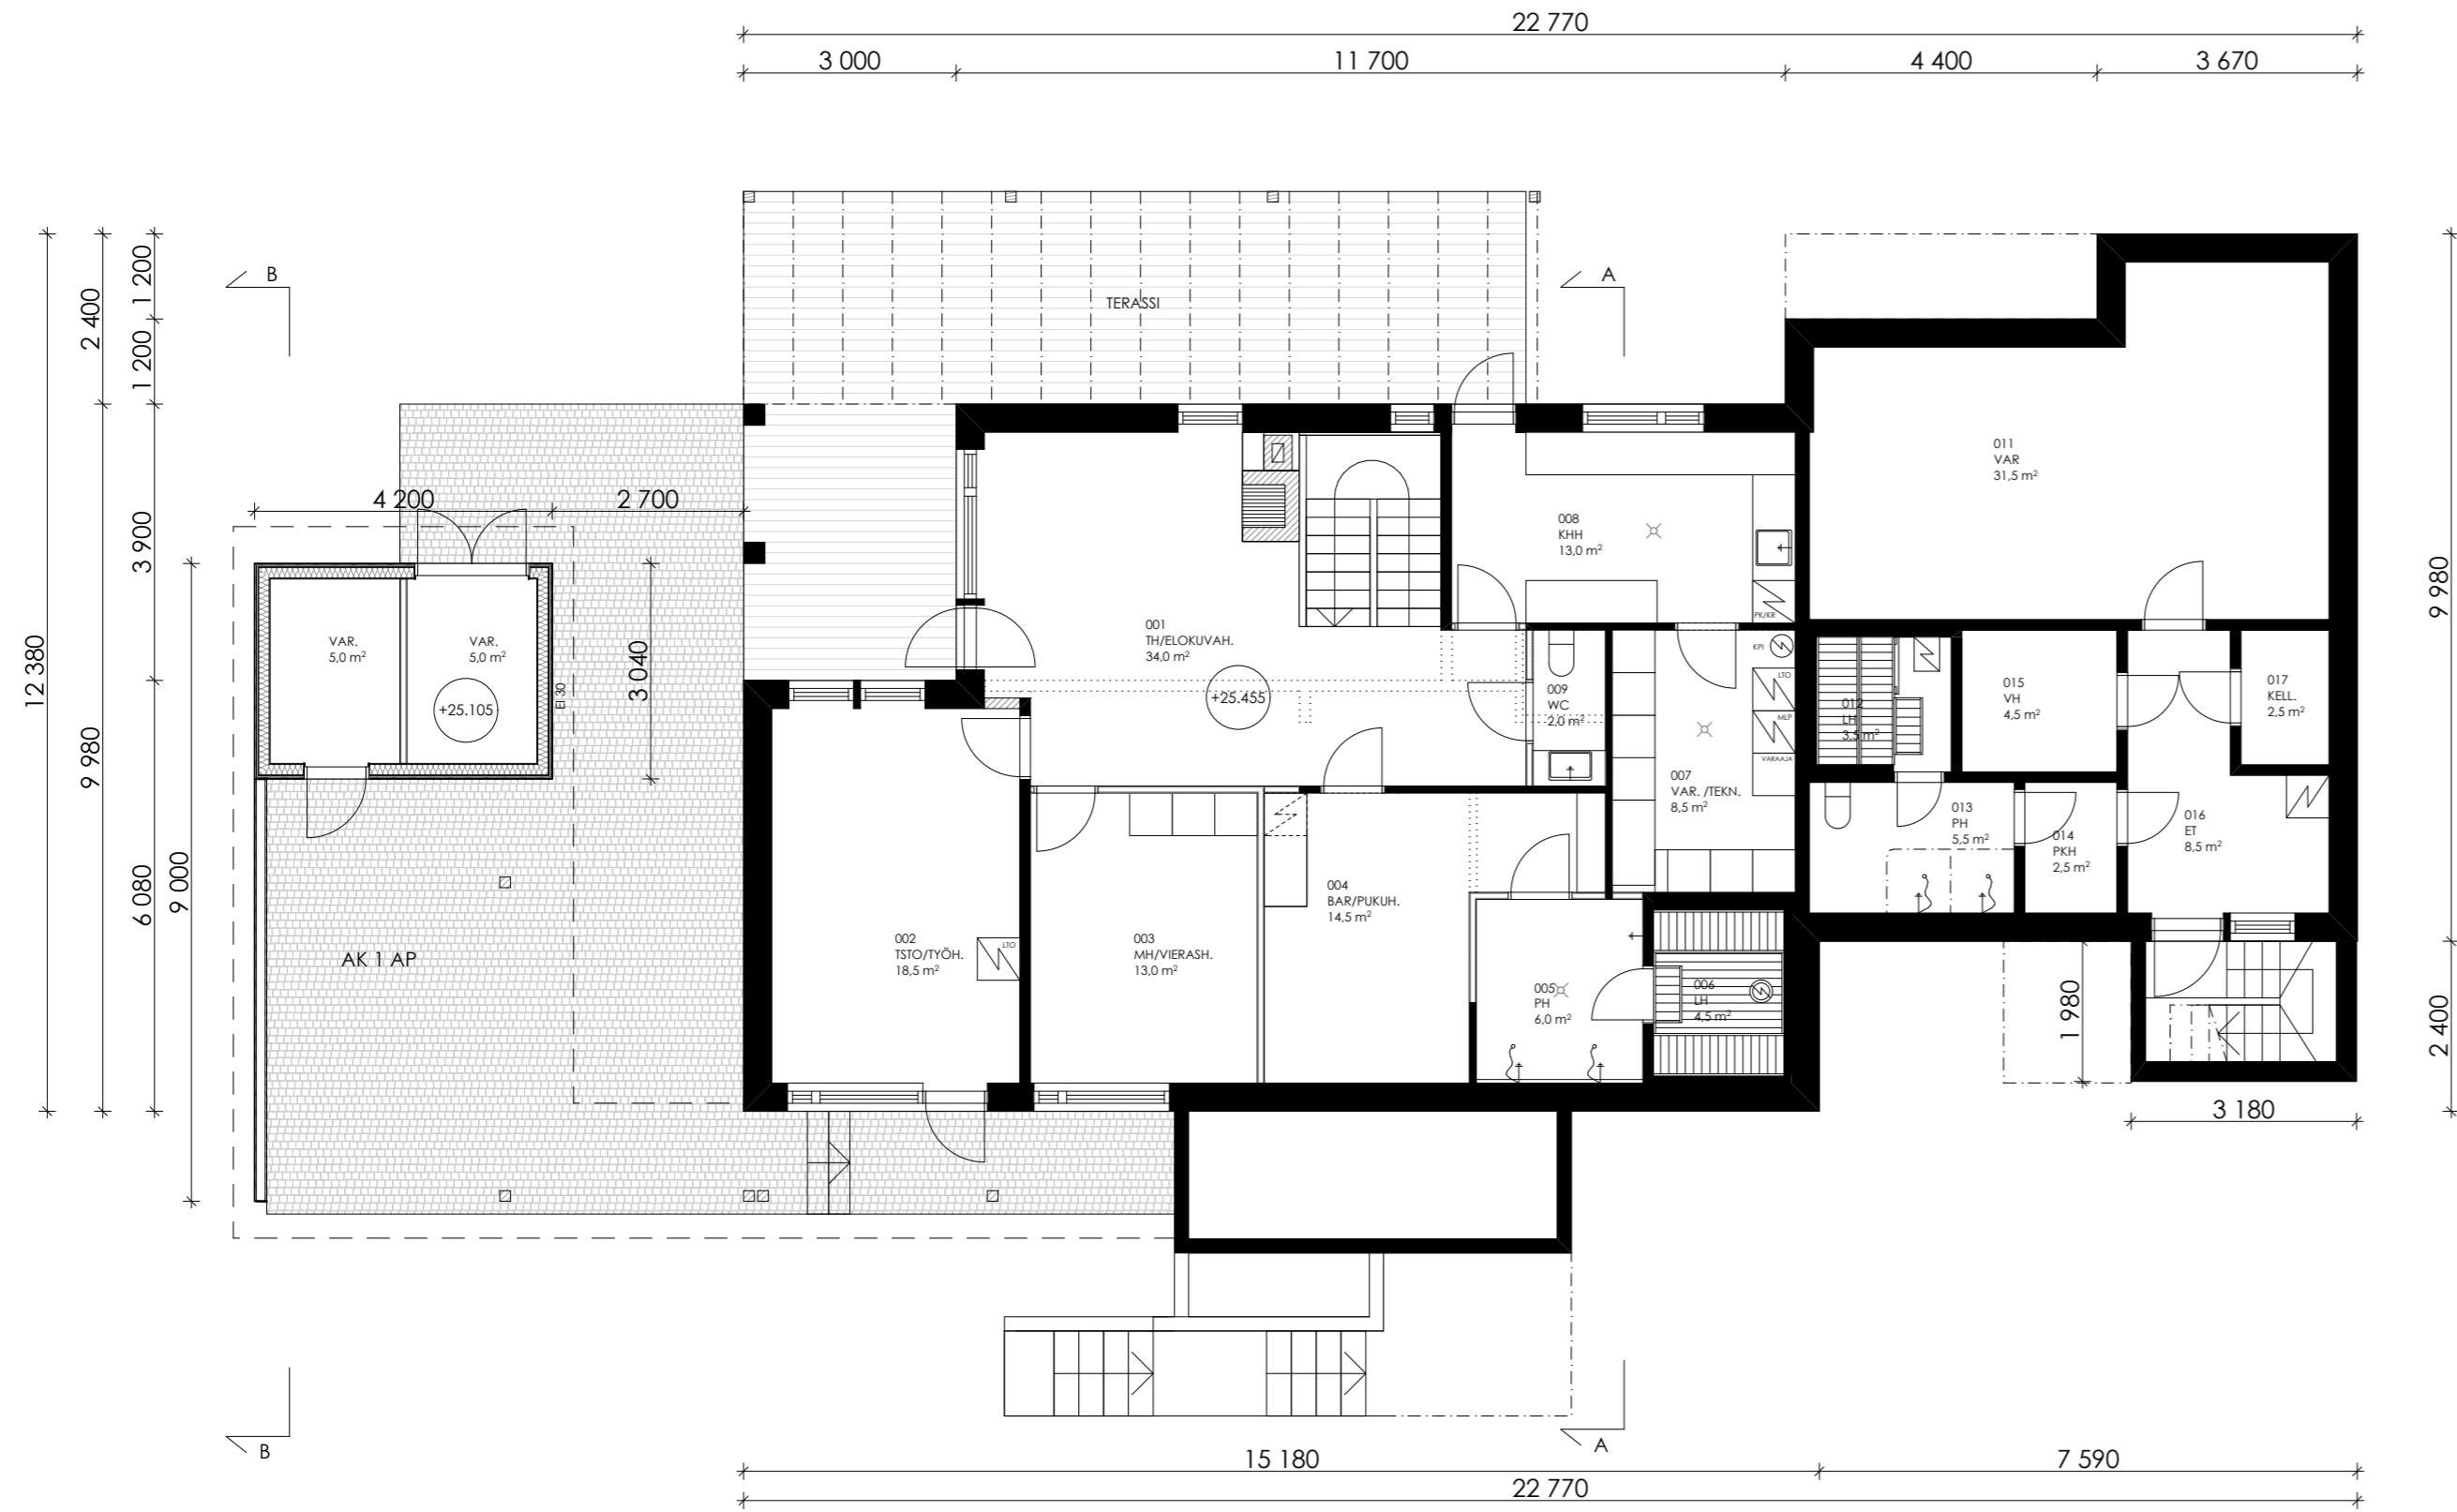 22 770
3 000
11 700
4 400
3 670
1 200
2 400
1 200
B
A
TERASSI
4 200
2 700
3 900
12 380
9 980
9 980
3 040
9 000
6 080
011
VAR
31,5 m²
008
KHH
13,0 m²
PK/KR
001
TH/ELOKUVAH.
34,0 m²
VAR.
5,0 m²
VAR.
5,0 m²
+25.105
EI 30
+25.455
009
WC
2,0 m²
KPI
LTO
MLP
VARAAJA
007
VAR. /TEKN.
8,5 m²
012
LH
3,5 m²
015
VH
4,5 m²
017
KELL.
2,5 m²
013
PH
5,5 m²
014
PKH
2,5 m²
016
ET
8,5 m²
004
BAR/PUKUH.
14,5 m²
002
TSTO/TYÖH.
18,5 m²
LTO
003
MH/VIERASH.
13,0 m²
AK 1 AP
005
PH
6,0 m²
006
LH
4,5 m²
1 980
2 400
3 180
B
A
15 180
7 590
22 770